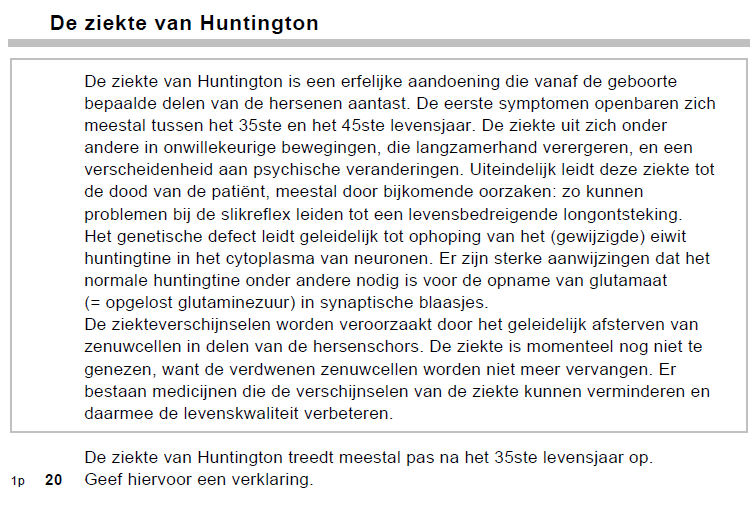 De ziekte van Huntington
De ziekte van Huntington is een erfelijke aandoening die vanaf de geboorte
bepaalde delen van de hersenen aantast. De eerste symptomen openbaren zich
meestal tussen het 35ste en het 45ste levensjaar. De ziekte uit zich onder
andere in onwillekeurige bewegingen, die langzamerhand verergeren, en een
verscheidenheid aan psychische veranderingen. Uiteindelijk leidt deze ziekte tot
de dood van de patiënt, meestal door bijkomende oorzaken: zo kunnen
problemen bij de slikreflex leiden tot een levensbedreigende longontsteking.
Het genetische defect leidt geleidelijk tot ophoping van het (gewijzigde) eiwit
huntingtine in het cytoplasma van neuronen. Er zijn sterke aanwijzingen dat het
normale huntingtine onder andere nodig is voor de opname van glutamaat
(= opgelost glutaminezuur) in synaptische blaasjes.
De ziekteverschijnselen worden veroorzaakt door het geleidelijk afsterven van
zenuwcellen in delen van de hersenschors. De ziekte is momenteel nog niet te
genezen, want de verdwenen zenuwcellen worden niet meer vervangen. Er
bestaan medicijnen die de verschijnselen van de ziekte kunnen verminderen en
daarmee de levenskwaliteit verbeteren.
De ziekte van Huntington treedt meestal pas na het 35ste levensjaar op.
1p 20 Geef hiervoor een verklaring.